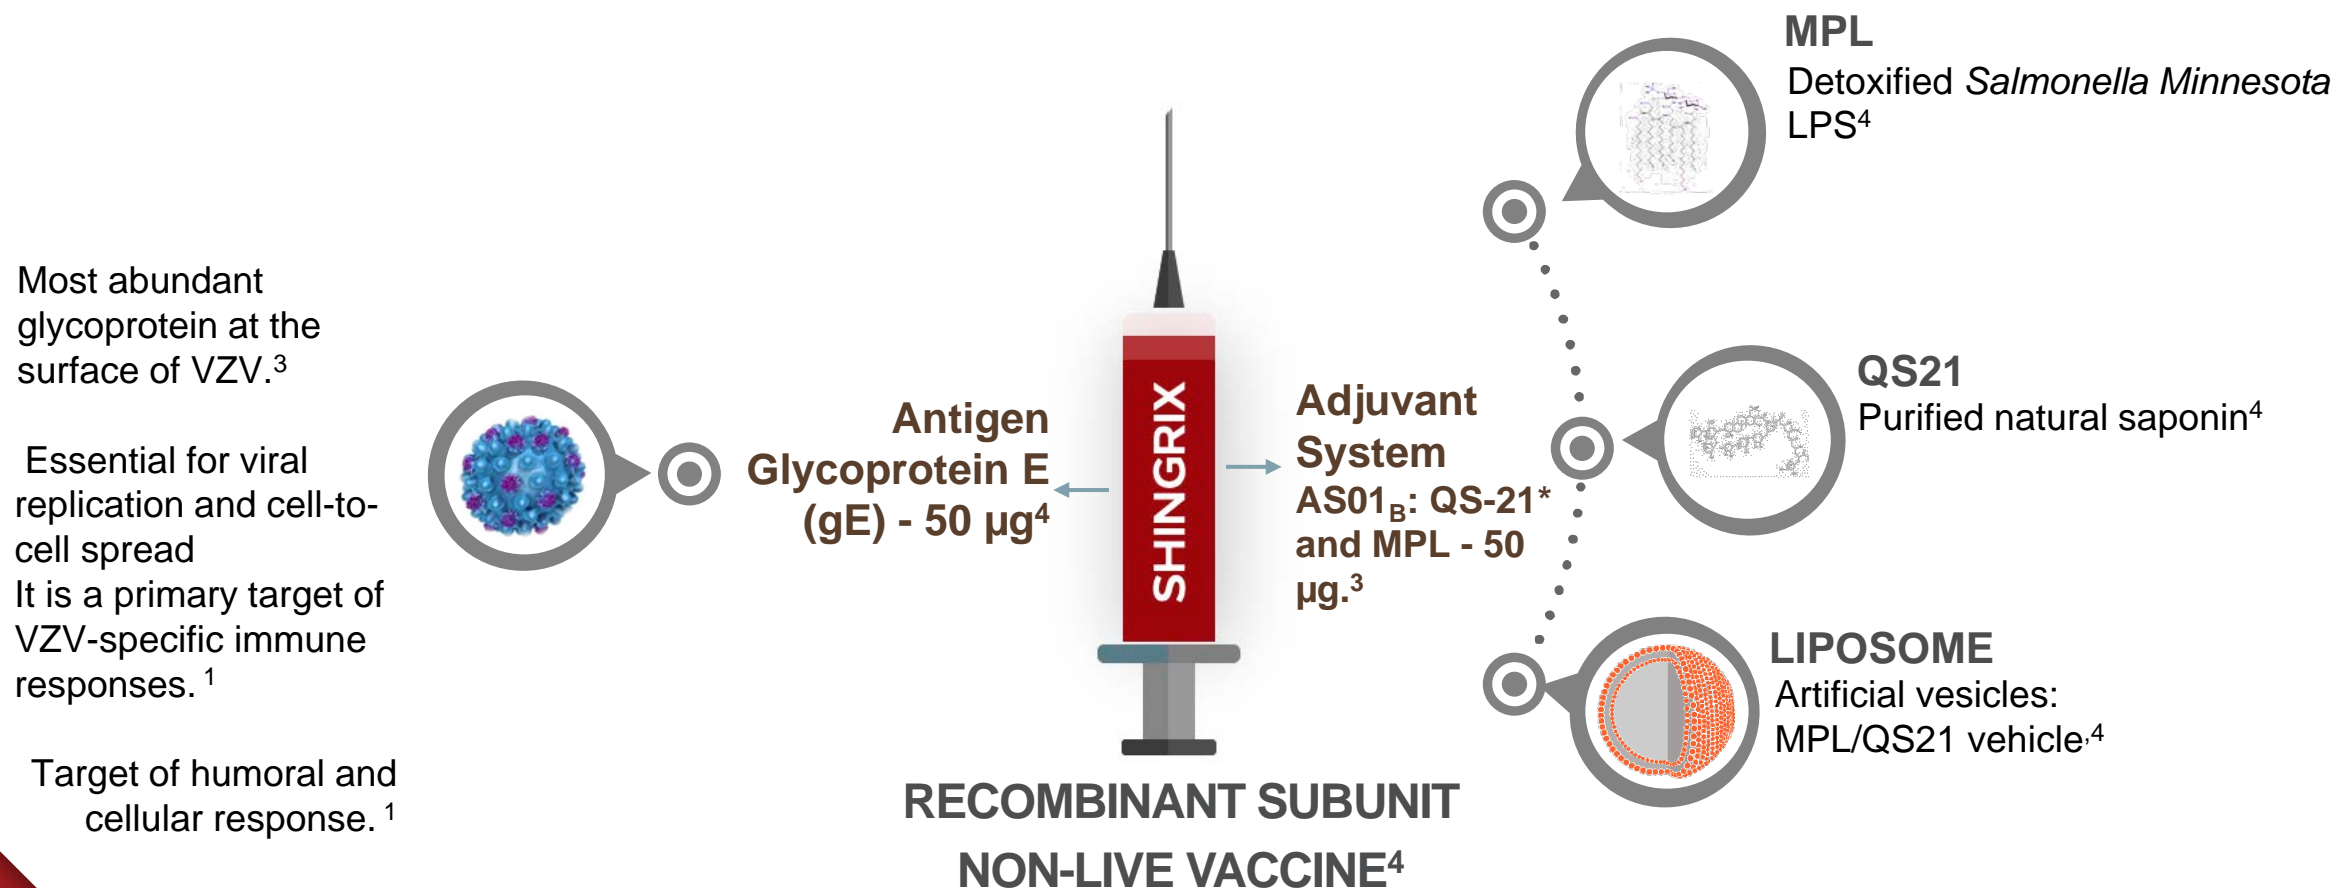 MPL
Detoxified Salmonella Minnesota
LPS⁴
Most abundant
glycoprotein at the
surface of VZV.³
Essential for viral
replication and cell-to-
cell spread
It is a primary target of
VZV-specific immune
responses. ¹
Target of humoral and
cellular response. ¹
Antigen
Glycoprotein E
(gE) - 50 µg⁴
SHINGRIX
Adjuvant
System
AS01B: QS-21*
and MPL - 50
µg.³
QS21
Purified natural saponin⁴
LIPOSOME
Artificial vesicles:
MPL/QS21 vehicle,⁴
RECOMBINANT SUBUNIT
NON-LIVE VACCINE⁴